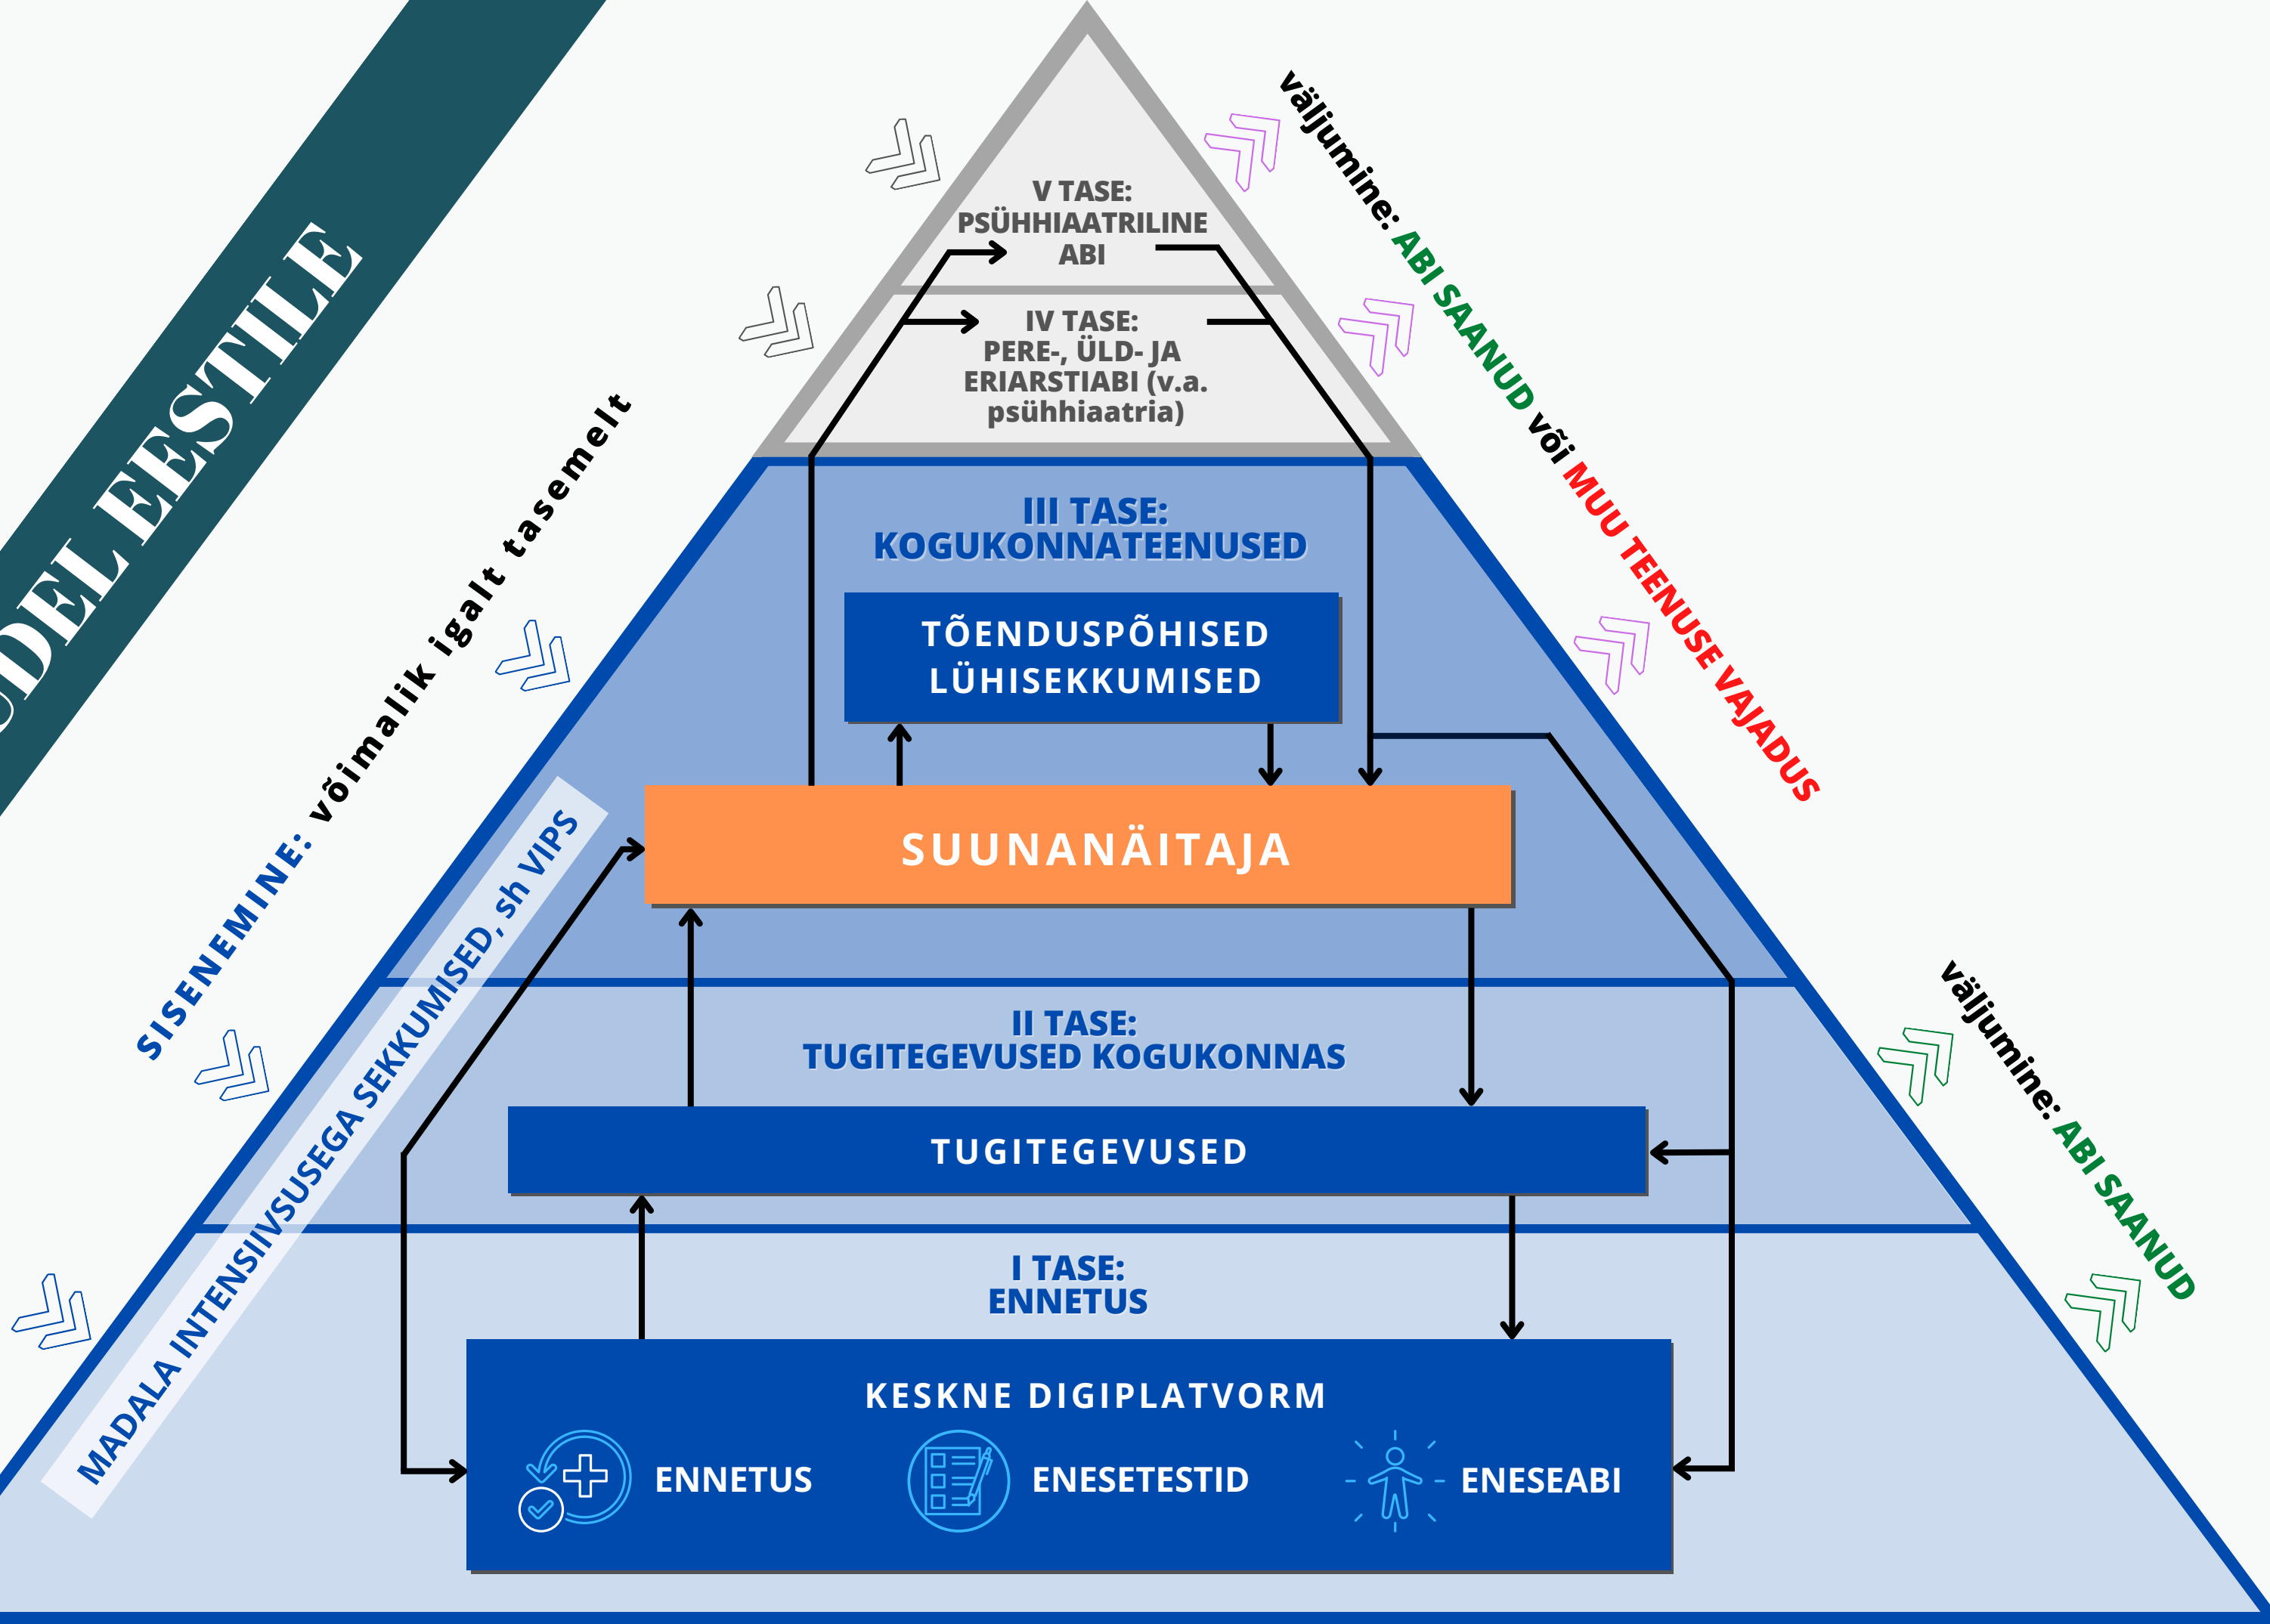 EESTILE
SISENEMINE: võimalik igalt tasemelt
väljumine: ABI SAANUD või MUU TEENUSE VAJADUS
V TASE:
PSÜHHIAATRILINE
ABI
IV TASE:
PERE-, ÜLD- JA
ERIARSTIABI (v.a.
psühhiaatria)
III TASE:
KOGUKONNATEENUSED
TÕENDUSPÕHISED
LÜHISEKKUMISED
SUUNANÄITAJA
MADALA INTENSIIVSUSEGA SEKKUMISED, sh VIPS
väljumine: ABI SAANUD
II TASE:
TUGITEGEVUSED KOGUKONNAS
TUGITEGEVUSED
I TASE:
ENNETUS
KESKNE DIGIPLATVORM
ENNETUS
ENESETESTID
ENESEABI